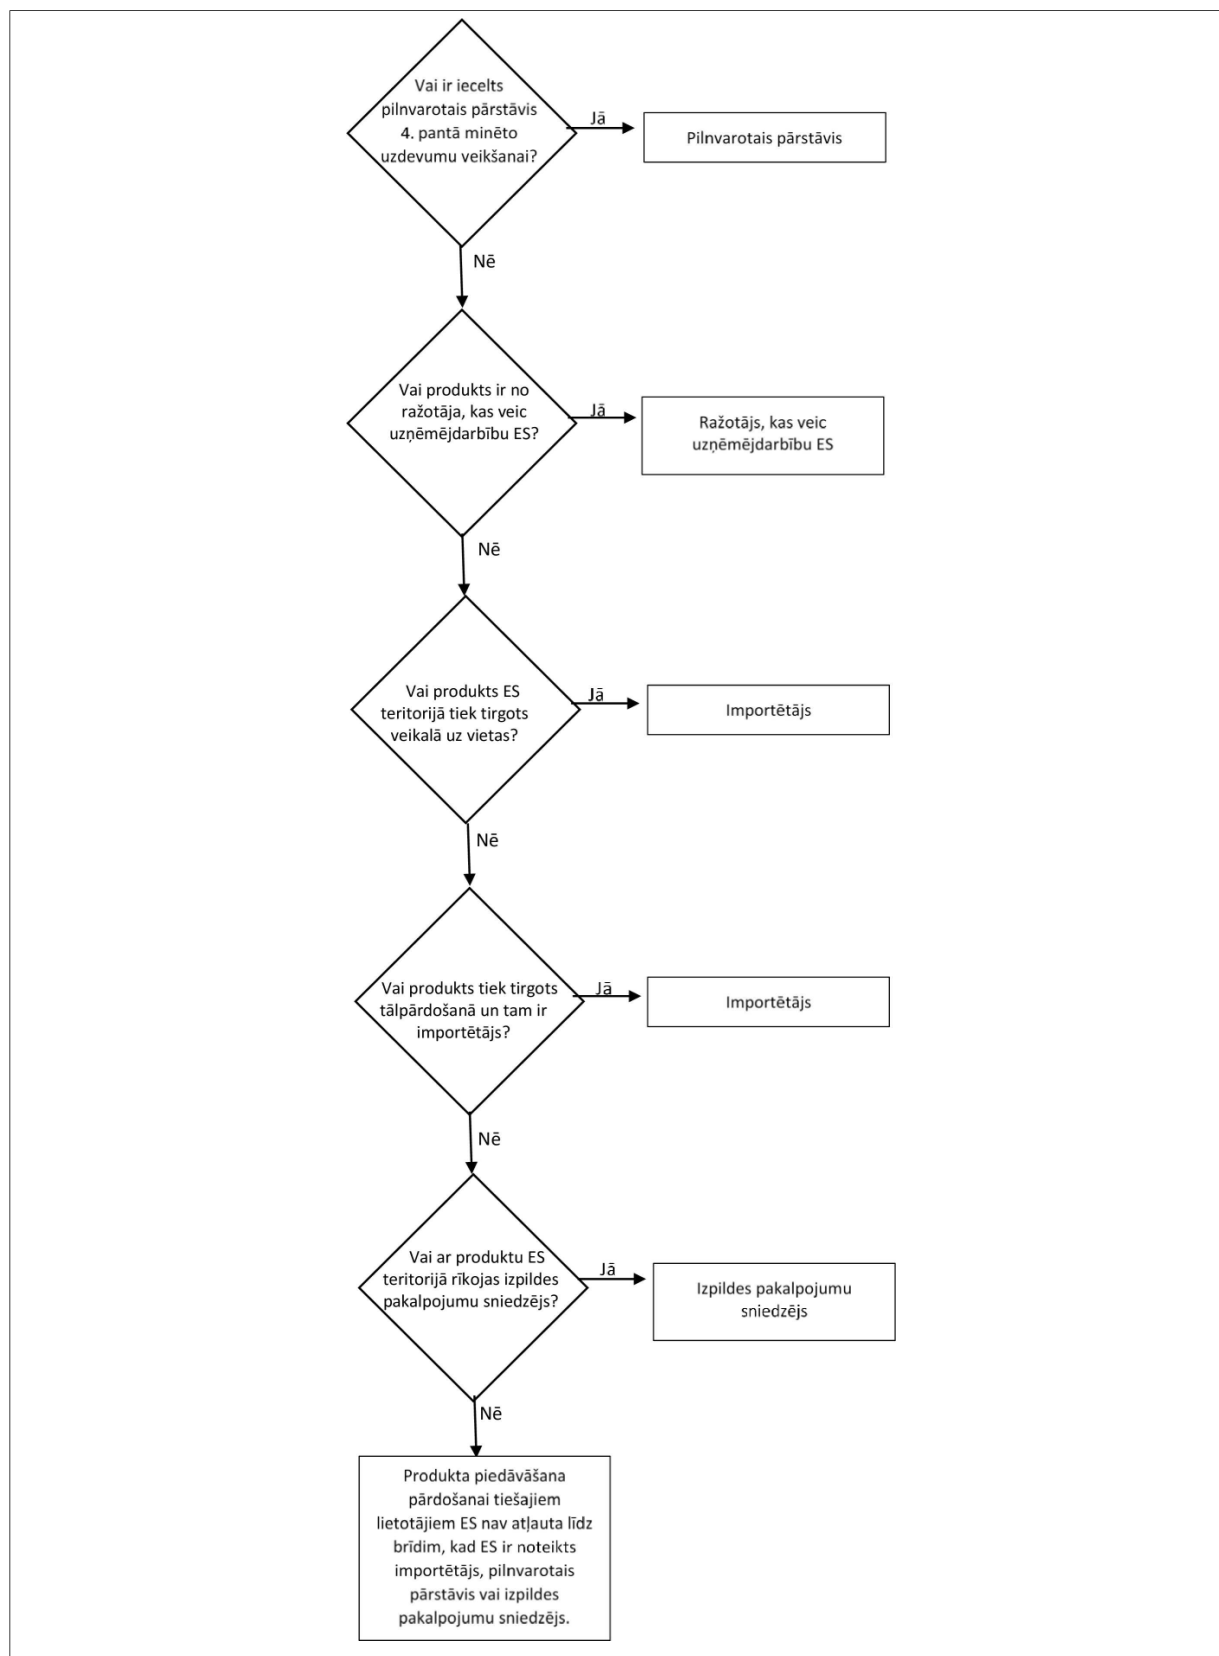 Vai ir iecelts
pilnvarotais pārstāvis
4. pantā minēto
uzdevumu veikšanai?
Jā
Pilnvarotais pārstāvis
Nē
Vai produkts ir no
ražotāja, kas veic
uzņēmējdarbību ES?
Jā
Ražotājs, kas veic
uzņēmējdarbību ES
Nē
Vai produkts ES
teritorijā tiek tirgots
veikalā uz vietas?
Jā
Importētājs
Nē
Vai produkts tiek tirgots
tālpārdošanā un tam ir
importētājs?
Jā
Importētājs
Nē
Vai ar produktu ES
teritorijā rīkojas izpildes
pakalpojumu sniedzējs?
Jā
Izpildes pakalpojumu
sniedzējs
Nē
Produkta piedāvāšana
pārdošanai tiešajiem
lietotājiem ES nav atļauta līdz
brīdim, kad ES ir noteikts
importētājs, pilnvarotais
pārstāvis vai izpildes
pakalpojumu sniedzējs.